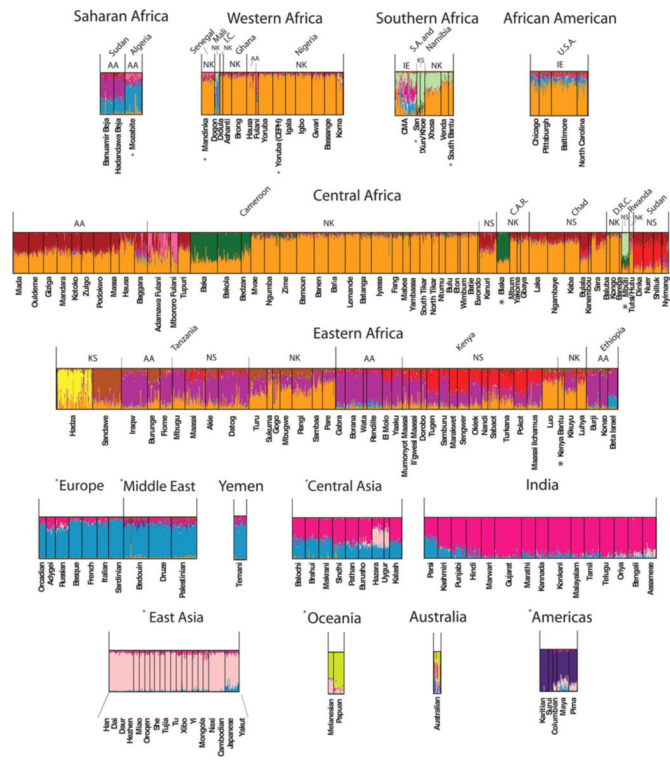 Saharan Africa
Western Africa
Southern Africa
African American
Sudan
Algeria
AA
AA
Senegal
Mali
I.C.
Ghana
Nigeria
NK
NK
NK
NK
AA
NK
S.A. and
Namibia
IE
KS
NK
U.S.A.
IE
Banuamir Beja
Hadandawa Beja
* Mozabite
* Mandinka
Dogon
Didula
Ashanti
Brong
Hausa
Fulani
Yoruba
* Yoruba (CEPH)
Igala
Igbo
Gwari
Bassange
Koma
CMA
* San
!Xun/Khoe
Xhosa
Venda
* South Bantu
Chicago
Pittsburgh
Baltimore
North Carolina
Central Africa
Cameroon
C.A.R.
Chad
D.R.C.
Rwanda
Sudan
AA
NK
NS
NK
NS
NK
NS
NK
NS
Mada
Ouldeme
Giziga
Mandara
Kotoko
Zulgo
Podokwo
Massa
Hausa
Baggara
Adamawa Fulani
Mbororo Fulani
Tupuri
Baka
Bakola
Bedzan
Mvae
Ngumba
Zime
Bamoun
Banen
Bafia
Lemande
Batanga
Iyassa
Fang
Mabea
Yambassa
South Tikar
North Tikar
Ntumu
Bulu
Eton
Wimbum
Batie
Ewondo
Kanuri
* Biaka
Mbum
Yakoma
Gbaya
Laka
Ngambaye
Kaba
Bulala
Kanembou
Sara
Baluba
Kongo
* Mbuti
Tutsi/Hutu
Dinka
Nuer
Shilluk
Nyimang
Eastern Africa
Tanzania
Kenya
Ethiopia
KS
AA
NS
NK
AA
NS
NK
AA
Hadza
Sandawe
Iraqw
Burunge
Fiome
Mbugu
Maasai
Akie
Datog
Turu
Sukuma
Gogo
Mbugwe
Rangi
Sambaa
Pare
Gabra
Borana
Wata
Rendille
El Molo
Yaaku
Mumonyot Maasai
Il'gwesi Maasai
Dorobo
Tugen
Samburu
Marakwet
Sengwer
Okiek
Nandi
Sabaot
Turkana
Pokot
Maasai Ilchamus
Luo
* Kenya Bantu
Kikuyu
Luhya
Burji
Konso
Beta Israel
*Europe
*Middle East
Yemen
*Central Asia
India
Orcadian
Adygei
Russian
Basque
French
Italian
Sardinian
Bedouin
Druze
Palestinian
Temani
Balochi
Brahui
Makrani
Sindhi
Pathan
Burusho
Hazara
Uygur
Kalash
Parsi
Kashmiri
Punjabi
Hindi
Marwari
Gujarat
Marathi
Kannada
Konkani
Malayalam
Tamil
Telugu
Oriya
Bengali
Assamese
*East Asia
*Oceania
Australia
*Americas
Han
Dai
Daur
Hezhen
Miao
Oroqen
She
Tujia
Tu
Xibo
Yi
Mongola
Naxi
Cambodian
Japanese
Yakut
Melanesian
Papuan
Australian
Karitian
Surui
Columbian
Maya
Pima